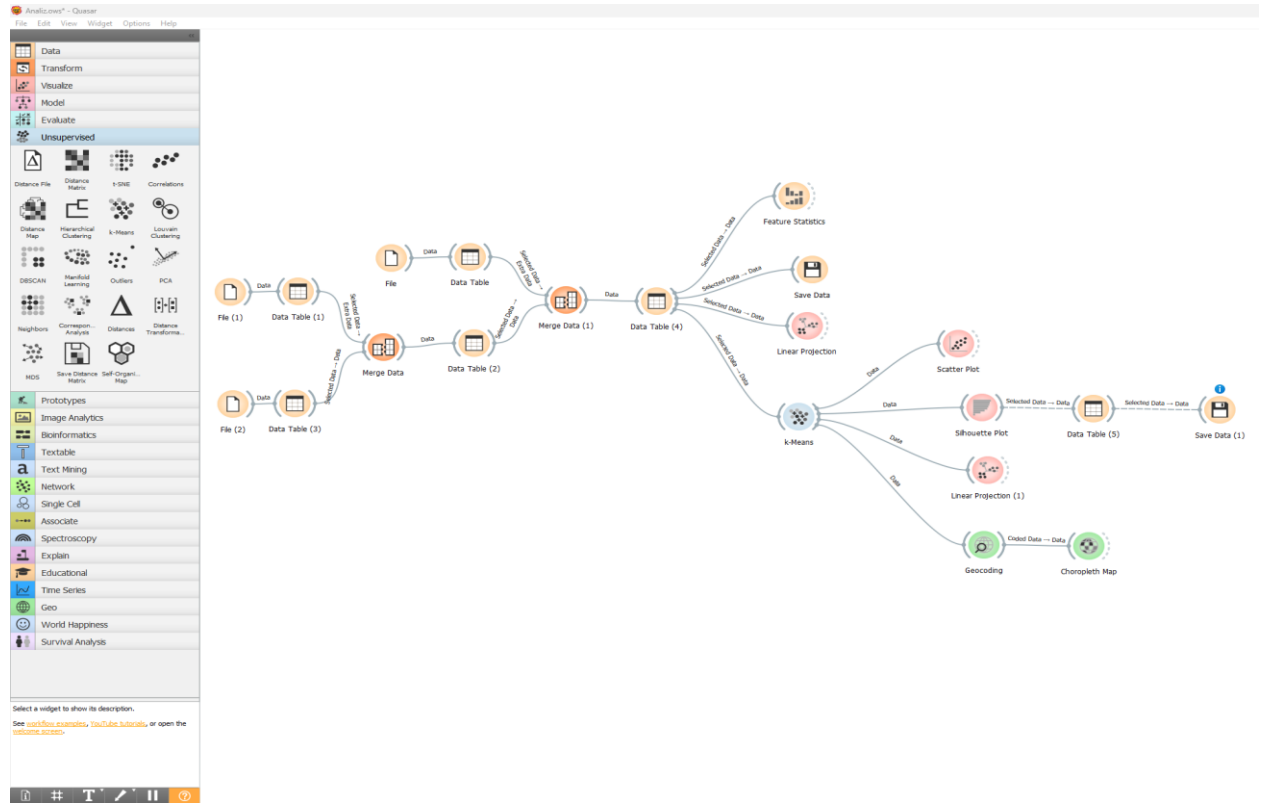 Analiz.ows* - Quasar
File Edit View Widget Options Help
Data
Transform
Visualize
Model
Evaluate
Unsupervised
Distance File
Distance Matrix
t-SNE
Correlations
Distance Map
Hierarchical Clustering
k-Means
Louvain Clustering
DBSCAN
Manifold Learning
Outliers
PCA
Neighbors
Correspon... Analysis
Distances
Distance Transforma...
MDS
Save Distance Matrix
Self-Organi... Map
Prototypes
Image Analytics
Bioinformatics
Textable
Text Mining
Network
Single Cell
Associate
Spectroscopy
Explain
Educational
Time Series
Geo
World Happiness
Survival Analysis
Select a widget to show its description.
See workflow examples, YouTube tutorials, or open the
welcome screen.
File (1)
Data
Data Table (1)
Selected Data →
Extra Data
File (2)
Data
Data Table (3)
Selected Data → Data
Merge Data
Data
Data Table (2)
Selected Data →
Data
File
Data
Data Table
Selected Data →
Extra Data
Merge Data (1)
Data
Data Table (4)
Selected Data → Data
Feature Statistics
Selected Data → Data
Save Data
Selected Data → Data
Linear Projection
Selected Data → Data
k-Means
Data
Scatter Plot
Data
Silhouette Plot
Selected Data → Data
Data Table (5)
Selected Data → Data
Save Data (1)
Data
Linear Projection (1)
Data
Geocoding
Coded Data → Data
Choropleth Map